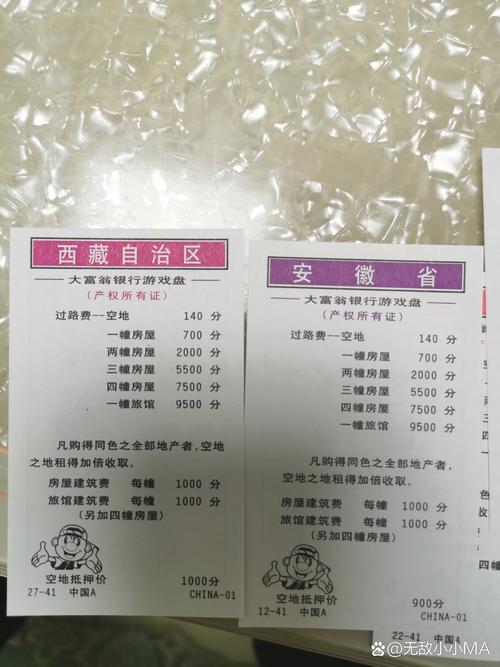 西藏自治区
大富翁银行游戏盘
(产权所有证)
过路费--空地 140 分
一幢房屋 700 分
两幢房屋 2000 分
三幢房屋 5500 分
四幢房屋 7500 分
一幢旅馆 9500 分
凡购得同色之全部地产者,空地
之地租得加倍收取。
房屋建筑费 每幢 1000 分
旅馆建筑费 每幢 1000 分
(另加四幢房屋)
空地抵押价 1000分
27-41 中国A CHINA-01
安徽省
大富翁银行游戏盘
(产权所有证)
过路费--空地 140 分
一幢房屋 700 分
两幢房屋 2000 分
三幢房屋 5500 分
四幢房屋 7500 分
一幢旅馆 9500 分
凡购得同色之全部地产者,
空地之地租得加倍收取。
房屋建筑费 每幢 1000 分
旅馆建筑费 每幢 1000 分
(另加四幢房屋)
空地抵押价 900分
12-41 中国A CHINA-01
22-41 中国A
@无敌小小MA